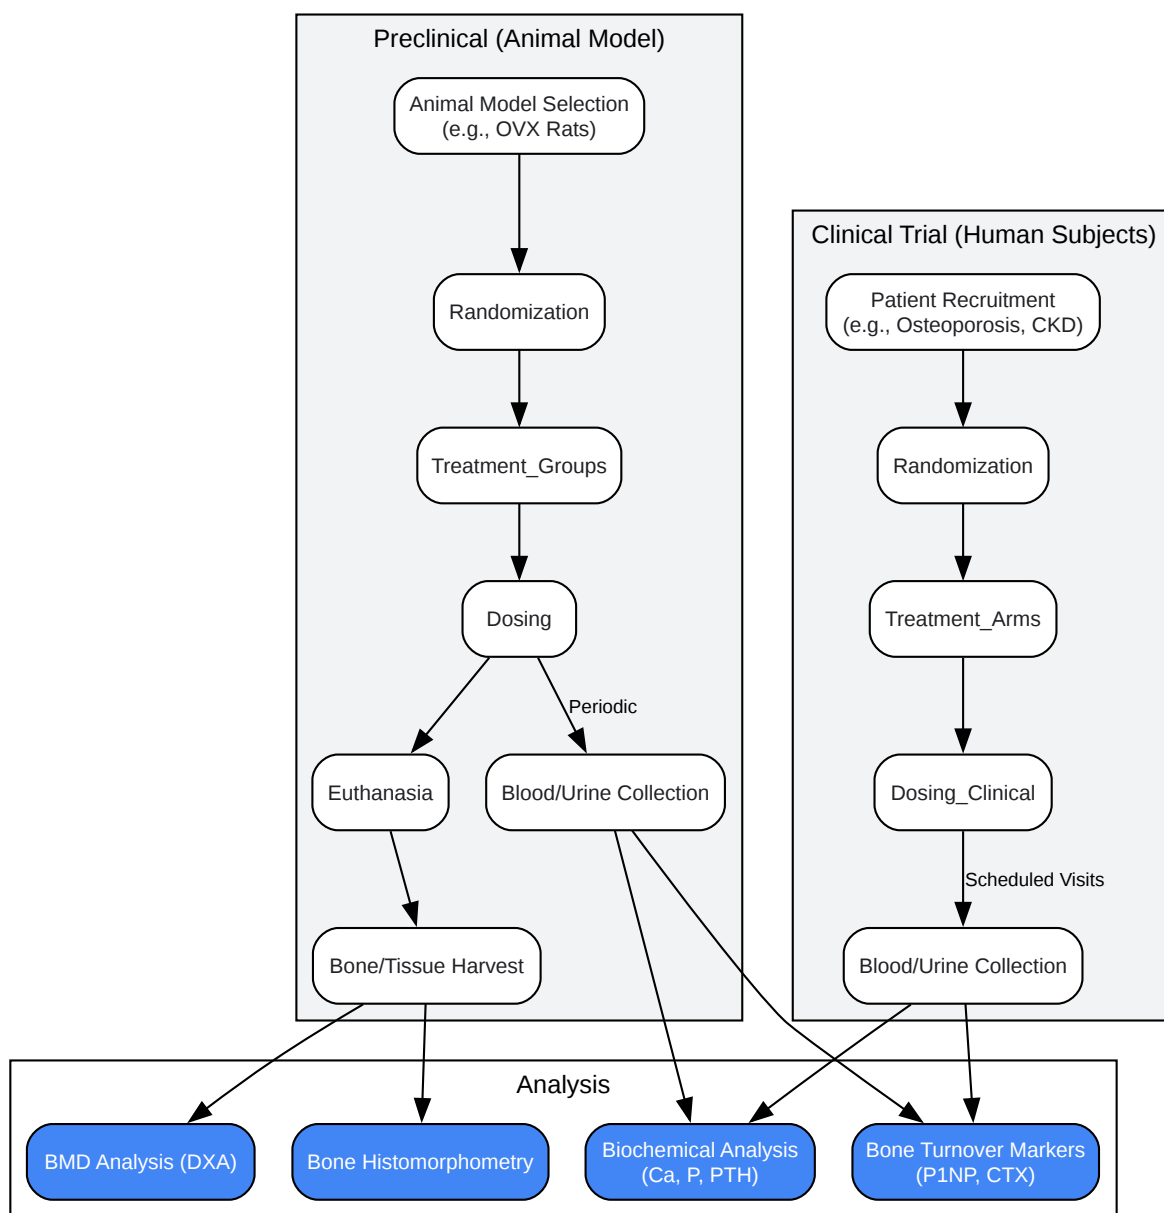 Preclinical (Animal Model)
Animal Model Selection
(e.g., OVX Rats)
Randomization
Treatment_Groups
Dosing
Periodic
Euthanasia
Blood/Urine Collection
Bone/Tissue Harvest
Clinical Trial (Human Subjects)
Patient Recruitment
(e.g., Osteoporosis, CKD)
Randomization
Treatment_Arms
Dosing_Clinical
Scheduled Visits
Blood/Urine Collection
Analysis
BMD Analysis (DXA)
Bone Histomorphometry
Biochemical Analysis
(Ca, P, PTH)
Bone Turnover Markers
(P1NP, CTX)